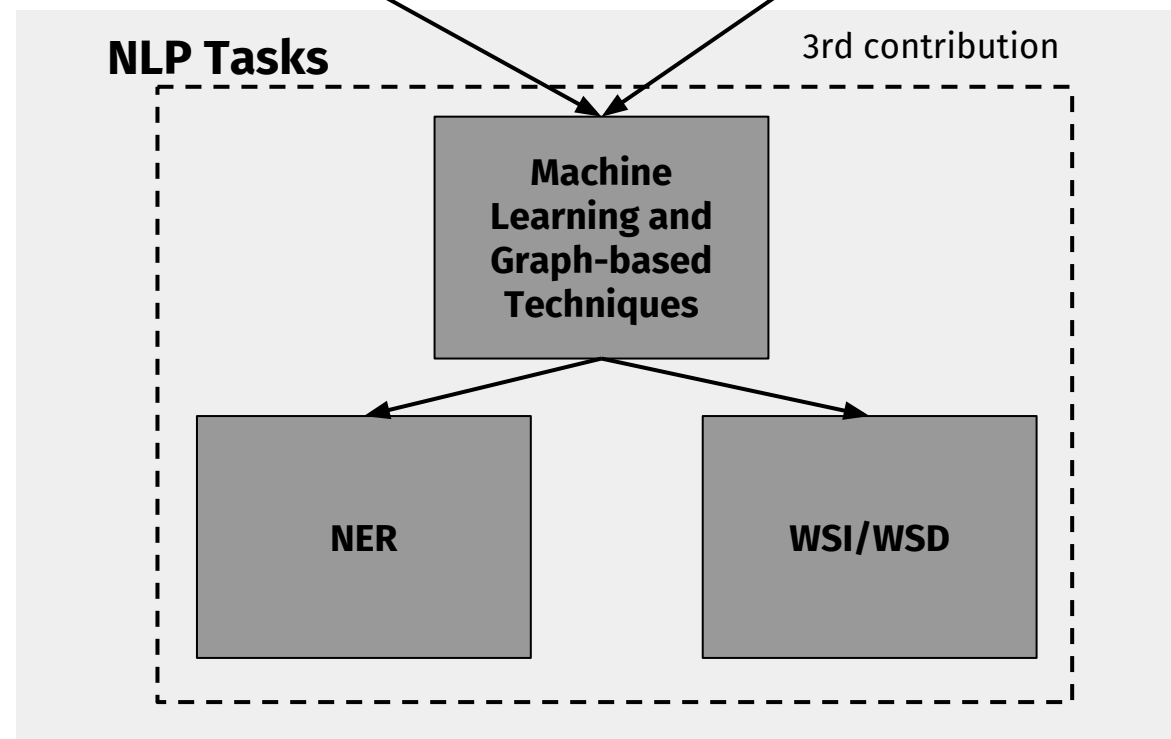 NLP Tasks
3rd contribution
Machine
Learning and
Graph-based
Techniques
NER
WSI/WSD